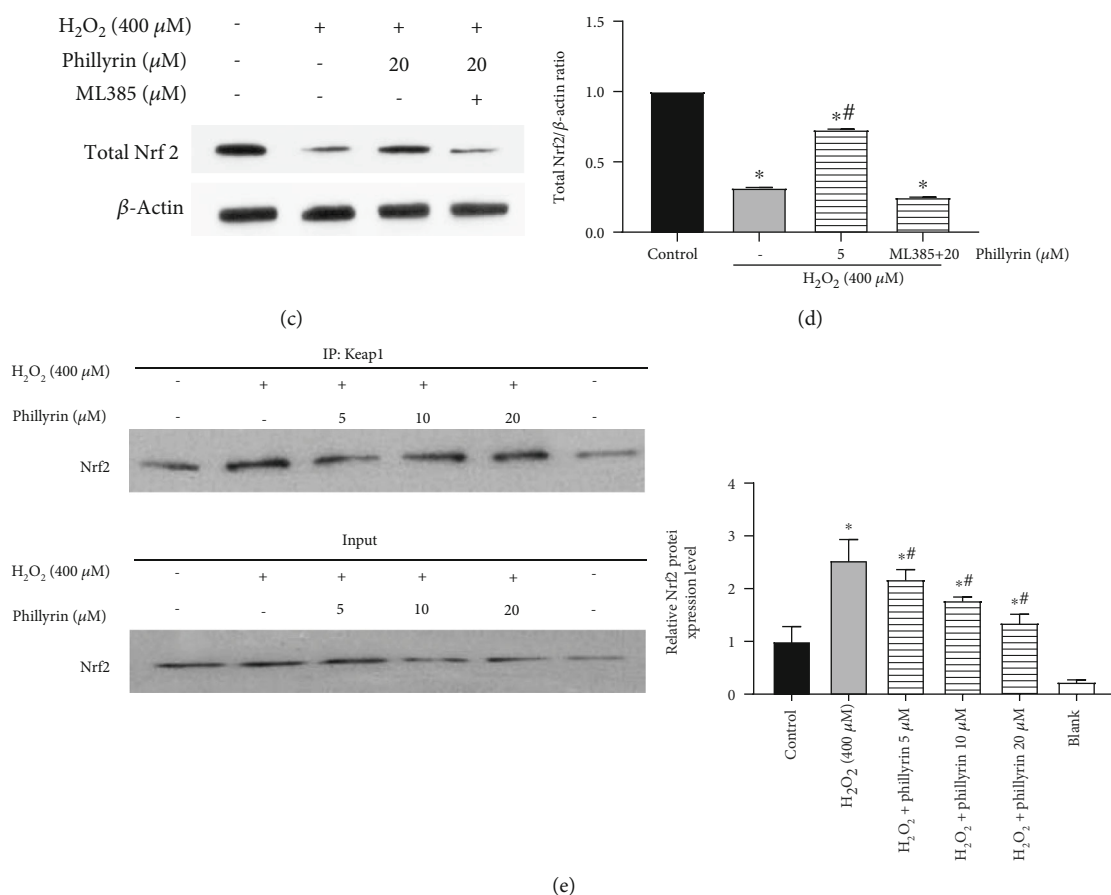 H₂O₂ (400 μM) - + + +
Phillyrin (μM) - - 20 20
ML385 (μM) - - - +
Total Nrf 2
β-Actin
(c)
Total Nrf2/β-actin ratio
1.5
1.0
0.5
0.0
* *# *
Control - 5 ML385+20 Phillyrin (μM)
H₂O₂ (400 μM)
(d)
IP: Keap1
H₂O₂ (400 μM) - + + + + -
Phillyrin (μM) - - 5 10 20 -
Nrf2
Input
H₂O₂ (400 μM) - + + + + -
Phillyrin (μM) - - 5 10 20 -
Nrf2
Relative Nrf2 protei
xpression level
4
3
2
1
0
* *# *# *#
Control
H₂O₂ (400 μM)
H₂O₂ + phillyrin 5 μM
H₂O₂ + phillyrin 10 μM
H₂O₂ + phillyrin 20 μM
Blank
(e)